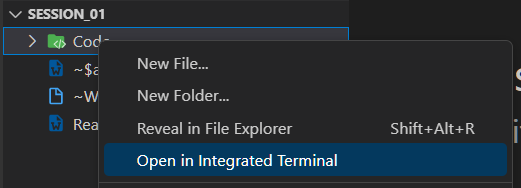 SESSION_01
Code
New File...
~$a
New Folder...
~W
Reveal in File Explorer Shift+Alt+R
Rea
Open in Integrated Terminal